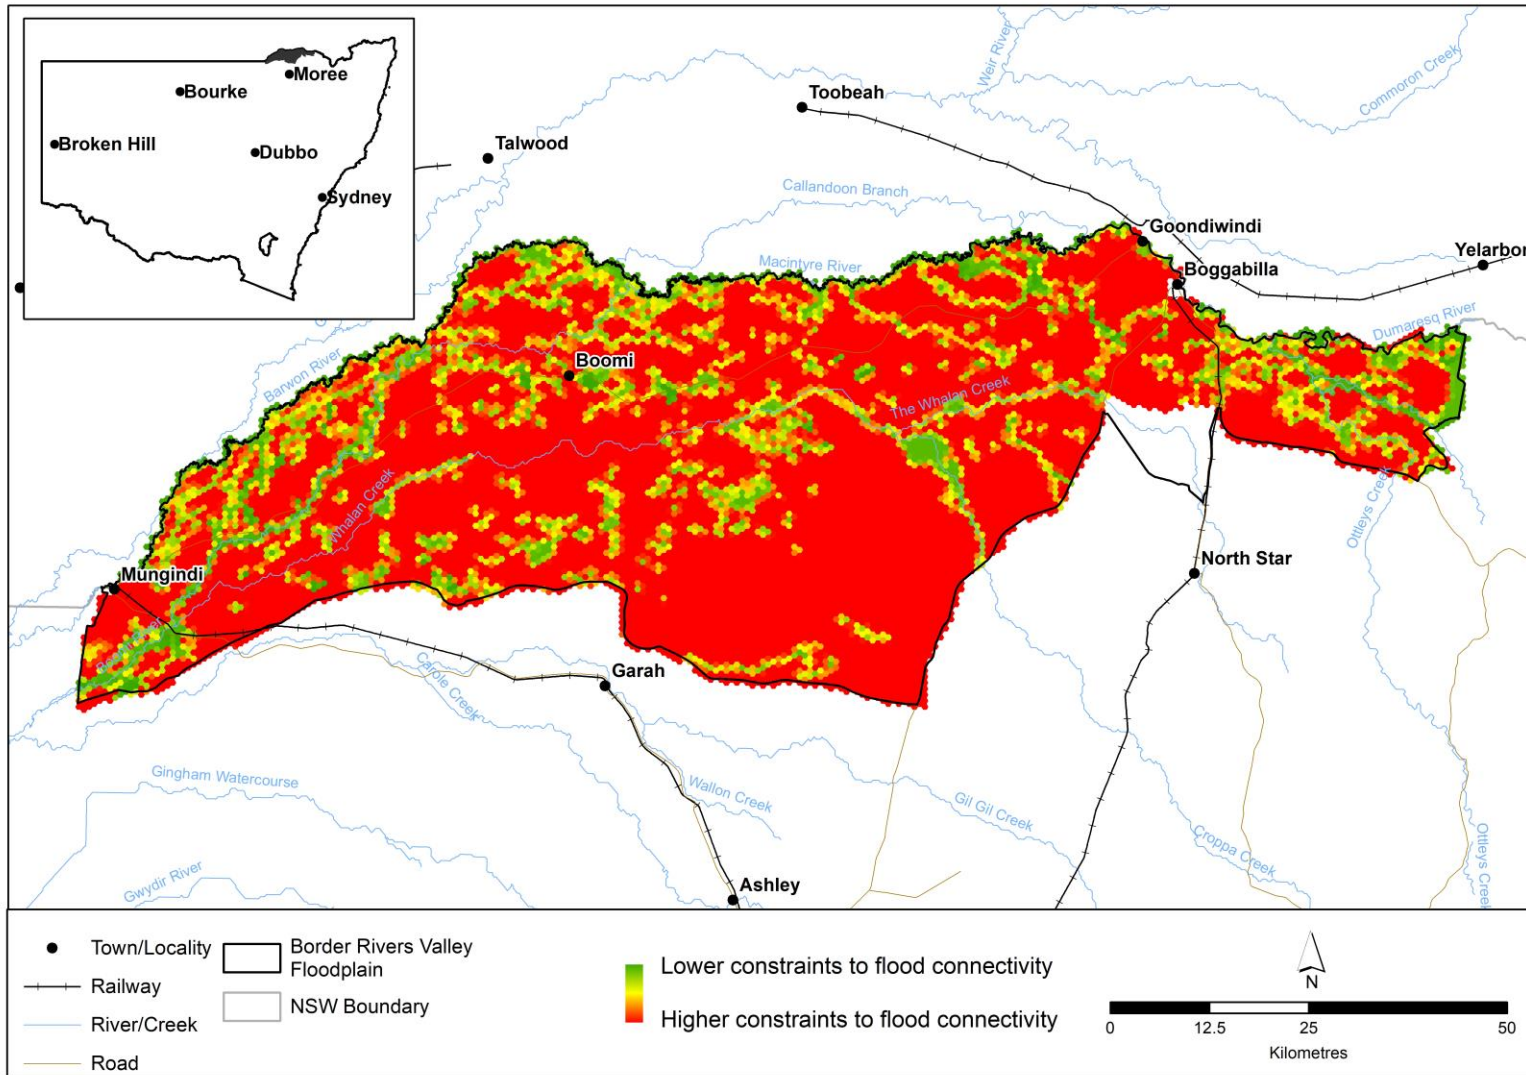 Moree
Bourke
Broken Hill
Dubbo
Sydney
Weir River
Commoron Creek
Toobeah
Talwood
Callandoon Branch
Goondiwindi
Macintyre River
Yelarbon
Boggabilla
Dumaresq River
Barwon River
Boomi
The Whalan Creek
Whalan Creek
Ottleys Creek
Mungindi
North Star
Garah
Carole Creek
Gingham Watercourse
Wallon Creek
Gil Gil Creek
Croppa Creek
Ottleys Creek
Gwydir River
Ashley
Town/Locality
Railway
River/Creek
Road
Border Rivers Valley
Floodplain
NSW Boundary
Lower constraints to flood connectivity
Higher constraints to flood connectivity
N
0 12.5 25 50
Kilometres